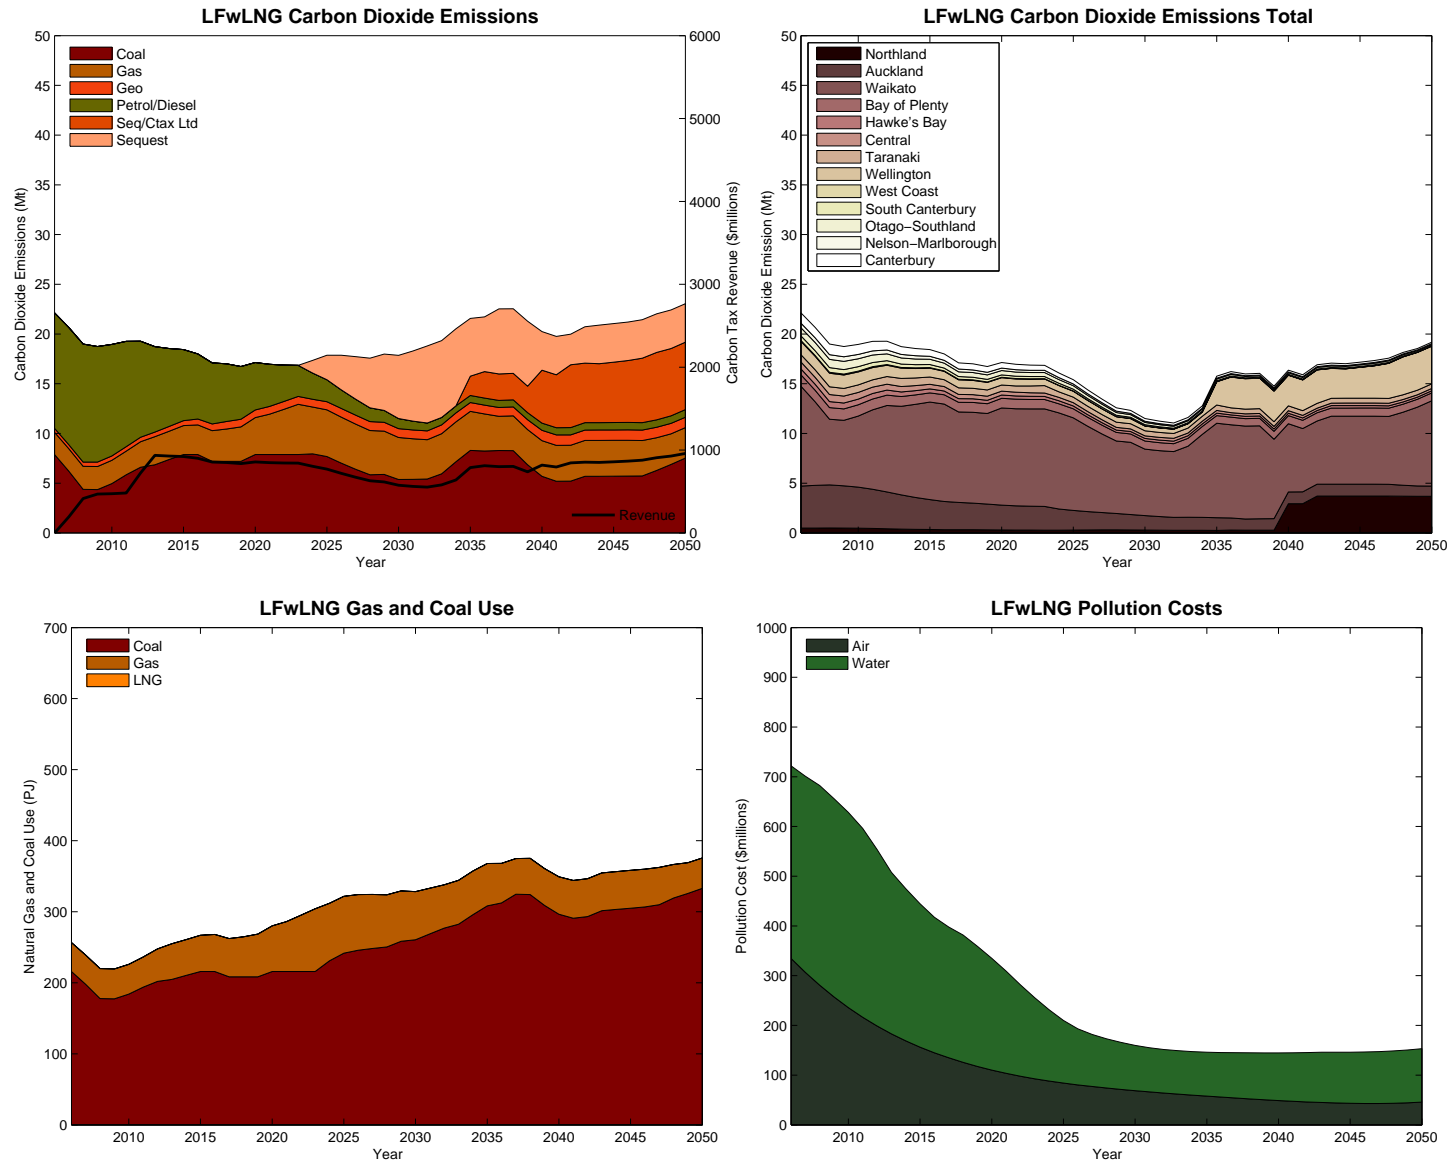 LFwLNG Carbon Dioxide Emissions
50
45
40
35
30
25
20
15
10
5
0
6000
5000
4000
3000
2000
1000
0
Coal
Gas
Geo
Petrol/Diesel
Seq/Ctax Ltd
Sequest
Revenue
Carbon Dioxide Emissions (Mt)
Carbon Tax Revenue ($millions)
2010 2015 2020 2025 2030 2035 2040 2045 2050
Year
LFwLNG Carbon Dioxide Emissions Total
50
45
40
35
30
25
20
15
10
5
0
Northland
Auckland
Waikato
Bay of Plenty
Hawke's Bay
Central
Taranaki
Wellington
West Coast
South Canterbury
Otago−Southland
Nelson−Marlborough
Canterbury
Carbon Dioxide Emission (Mt)
2010 2015 2020 2025 2030 2035 2040 2045 2050
Year
LFwLNG Gas and Coal Use
700
600
500
400
300
200
100
0
Coal
Gas
LNG
Natural Gas and Coal Use (PJ)
2010 2015 2020 2025 2030 2035 2040 2045 2050
Year
LFwLNG Pollution Costs
1000
900
800
700
600
500
400
300
200
100
0
Air
Water
Pollution Cost ($millions)
2010 2015 2020 2025 2030 2035 2040 2045 2050
Year